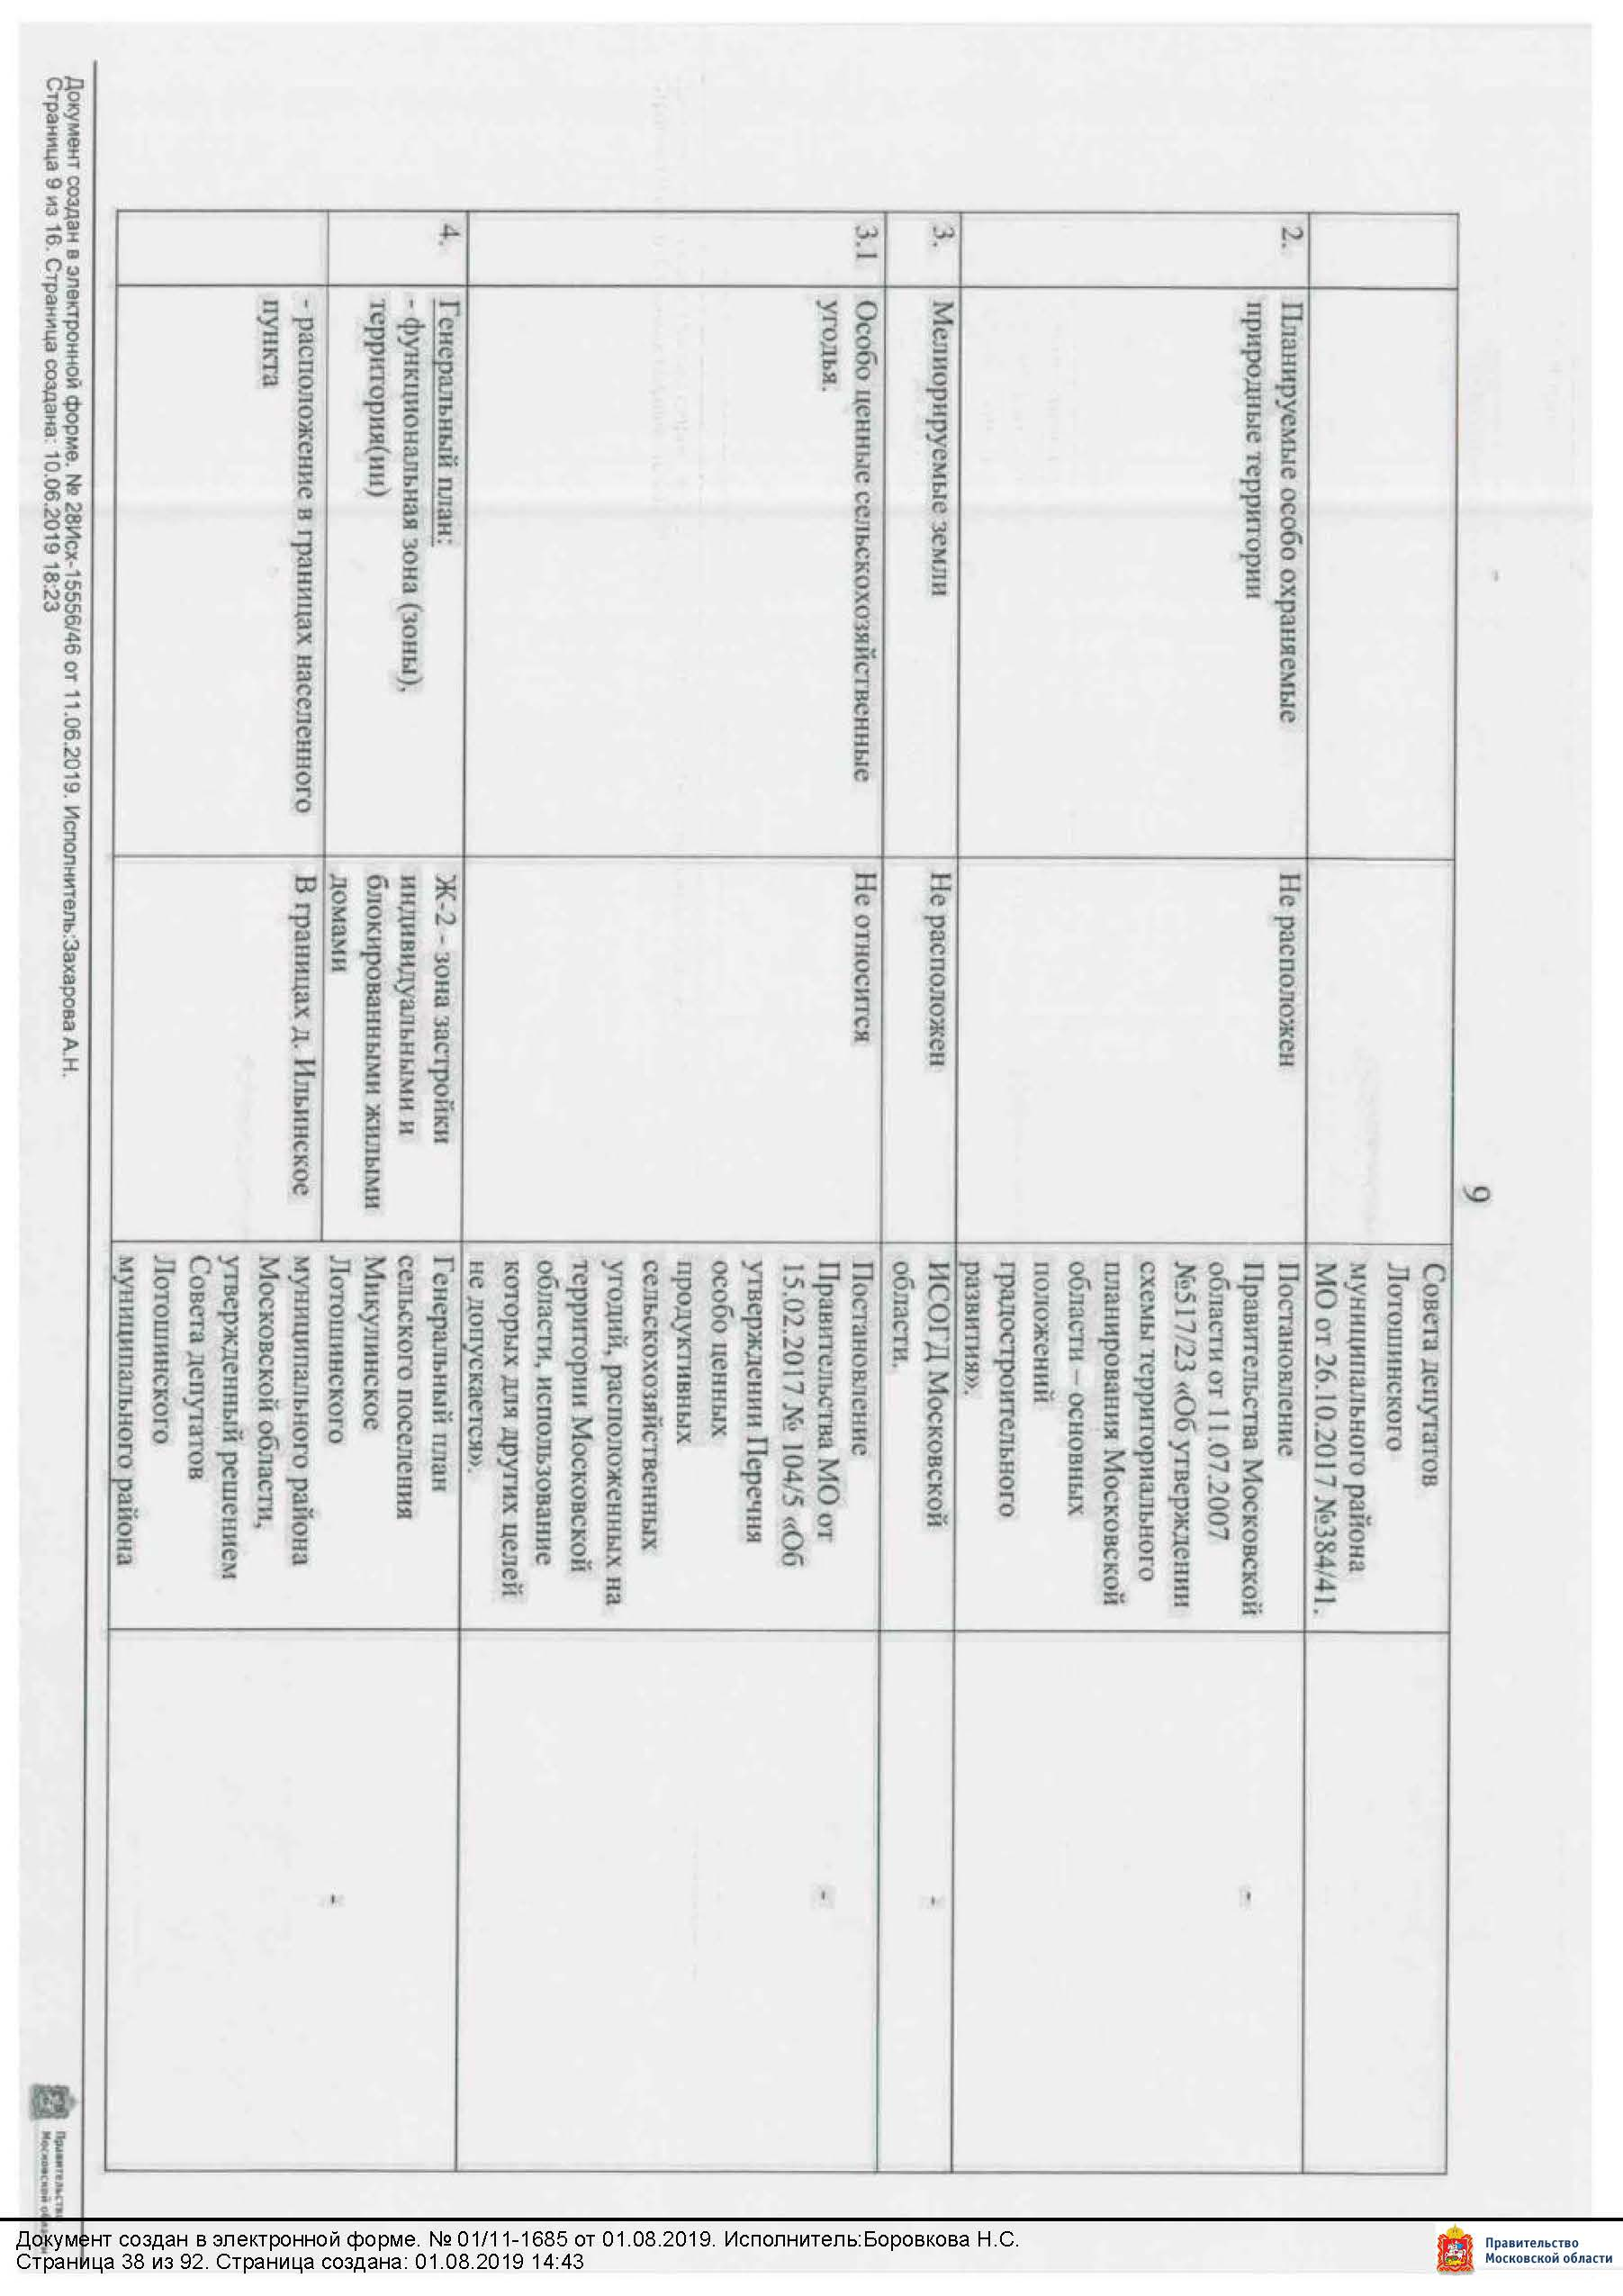 9
Совета депутатов
Лотошинского
муниципального района
МО от 26.10.2017 №384/41.
2.
Планируемые особо охраняемые
природные территории
Не расположен
Постановление
Правительства Московской
области от 11.07.2007
№517/23 «Об утверждении
схемы территориального
планирования Московской
области – основных
положений
градостроительного
развития».
-
3.
Мелиорируемые земли
Не расположен
ИСОГД Московской
области.
-
3.1
Особо ценные сельскохозяйственные
угодья.
Не относится
Постановление
Правительства МО от
15.02.2017 № 104/5 «Об
утверждении Перечня
особо ценных
продуктивных
сельскохозяйственных
угодий, расположенных на
территории Московской
области, использование
которых для других целей
не допускается».
-
4.
Генеральный план:
- функциональная зона (зоны),
территория(ии)
Ж-2 - зона застройки
индивидуальными и
блокированными жилыми
домами
- расположение в границах населенного
пункта
В границах д. Ильинское
Генеральный план
сельского поселения
Микулинское
Лотошинского
муниципального района
Московской области,
утвержденный решением
Совета депутатов
Лотошинского
муниципального района
-
Документ создан в электронной форме. № 28Исх-15556/46 от 11.06.2019. Исполнитель:Захарова А.Н.
Страница 9 из 16. Страница создана: 10.06.2019 18:23
Правительство
Московской области
Документ создан в электронной форме. № 01/11-1685 от 01.08.2019. Исполнитель:Боровкова Н.С.
Страница 38 из 92. Страница создана: 01.08.2019 14:43
Правительство
Московской области